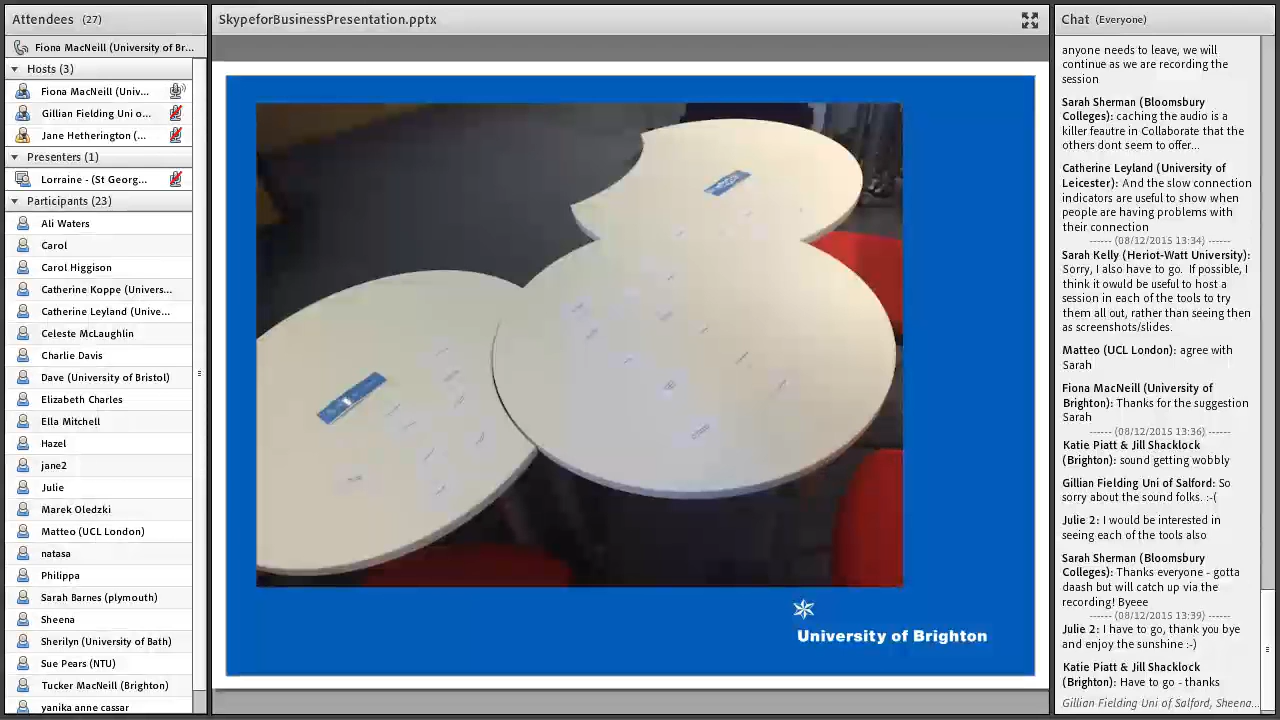 Attendees (27)
Fiona MacNeill (University of Br...
Hosts (3)
Fiona MacNeill (Univ...
Gillian Fielding Uni o...
Jane Hetherington (...
Presenters (1)
Lorraine - (St Georg...
Participants (23)
Ali Waters
Carol
Carol Higgison
Catherine Koppe (Univers...
Catherine Leyland (Unive...
Celeste McLaughlin
Charlie Davis
Dave (University of Bristol)
Elizabeth Charles
Ella Mitchell
Hazel
jane2
Julie
Marek Oledzki
Matteo (UCL London)
natasa
Philippa
Sarah Barnes (plymouth)
Sheena
Sherilyn (University of Bath)
Sue Pears (NTU)
Tucker MacNeill (Brighton)
yanika anne cassar
SkypeforBusinessPresentation.pptx
University of Brighton
Chat (Everyone)
anyone needs to leave, we will
continue as we are recording the
session
Sarah Sherman (Bloomsbury
Colleges): caching the audio is a
killer feautre in Collaborate that the
others dont seem to offer...
Catherine Leyland (University of
Leicester): And the slow connection
indicators are useful to show when
people are having problems with
their connection
------ (08/12/2015 13:34) ------
Sarah Kelly (Heriot-Watt University):
Sorry, I also have to go. If possible, I
think it owuld be useful to host a
session in each of the tools to try
them all out, rather than seeing then
as screenshots/slides.
Matteo (UCL London): agree with
Sarah
Fiona MacNeill (University of
Brighton): Thanks for the suggestion
Sarah
------ (08/12/2015 13:36) ------
Katie Piatt & Jill Shacklock
(Brighton): sound getting wobbly
Gillian Fielding Uni of Salford: So
sorry about the sound folks. :-(
Julie 2: I would be interested in
seeing each of the tools also
Sarah Sherman (Bloomsbury
Colleges): Thanks everyone - gotta
daash but will catch up via the
recording! Byeee
------ (08/12/2015 13:39) ------
Julie 2: I have to go, thank you bye
and enjoy the sunshine :-)
Katie Piatt & Jill Shacklock
(Brighton): Have to go - thanks
Gillian Fielding Uni of Salford, Sheena...